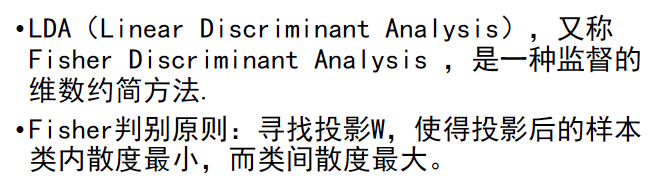 •LDA（Linear Discriminant Analysis），又称
Fisher Discriminant Analysis ，是一种监督的
维数约简方法.
•Fisher判别原则：寻找投影W，使得投影后的样本
类内散度最小，而类间散度最大。